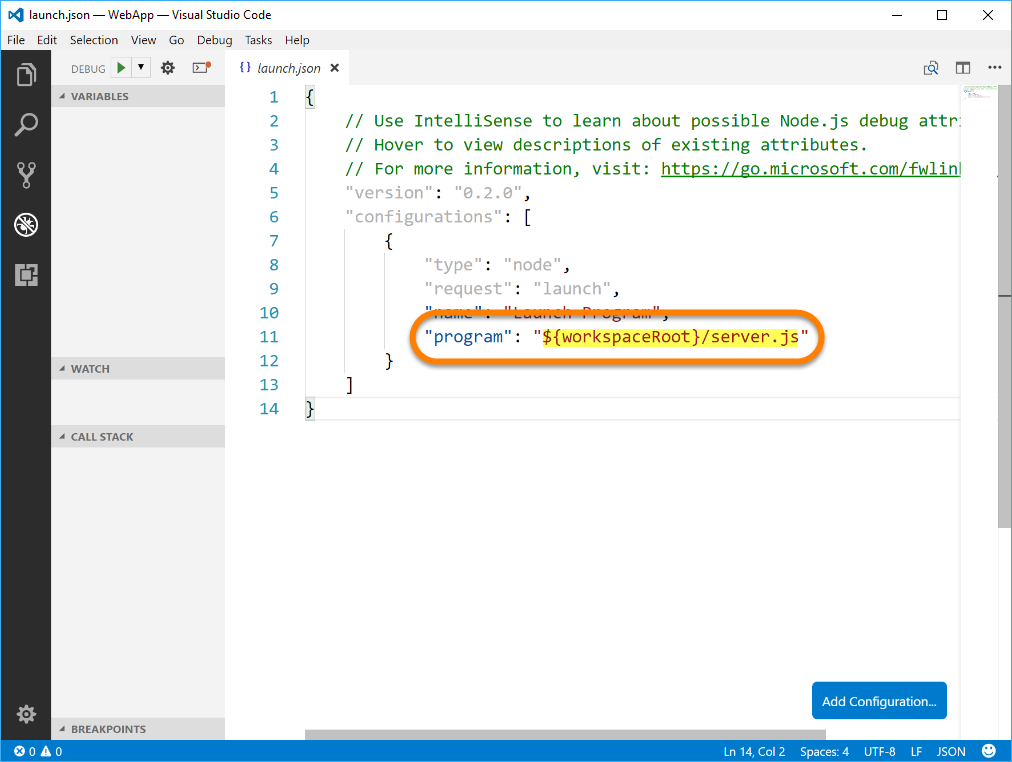 launch.json — WebApp — Visual Studio Code
File Edit Selection View Go Debug Tasks Help
DEBUG
{ } launch.json
VARIABLES
WATCH
CALL STACK
BREAKPOINTS
1 {
2 // Use IntelliSense to learn about possible Node.js debug attri
3 // Hover to view descriptions of existing attributes.
4 // For more information, visit: https://go.microsoft.com/fwlink
5 "version": "0.2.0",
6 "configurations": [
7 {
8 "type": "node",
9 "request": "launch",
10 "name": "Launch Program",
11 "program": "${workspaceRoot}/server.js"
12 }
13 ]
14 }
Add Configuration...
0 0 Ln 14, Col 2 Spaces: 4 UTF-8 LF JSON